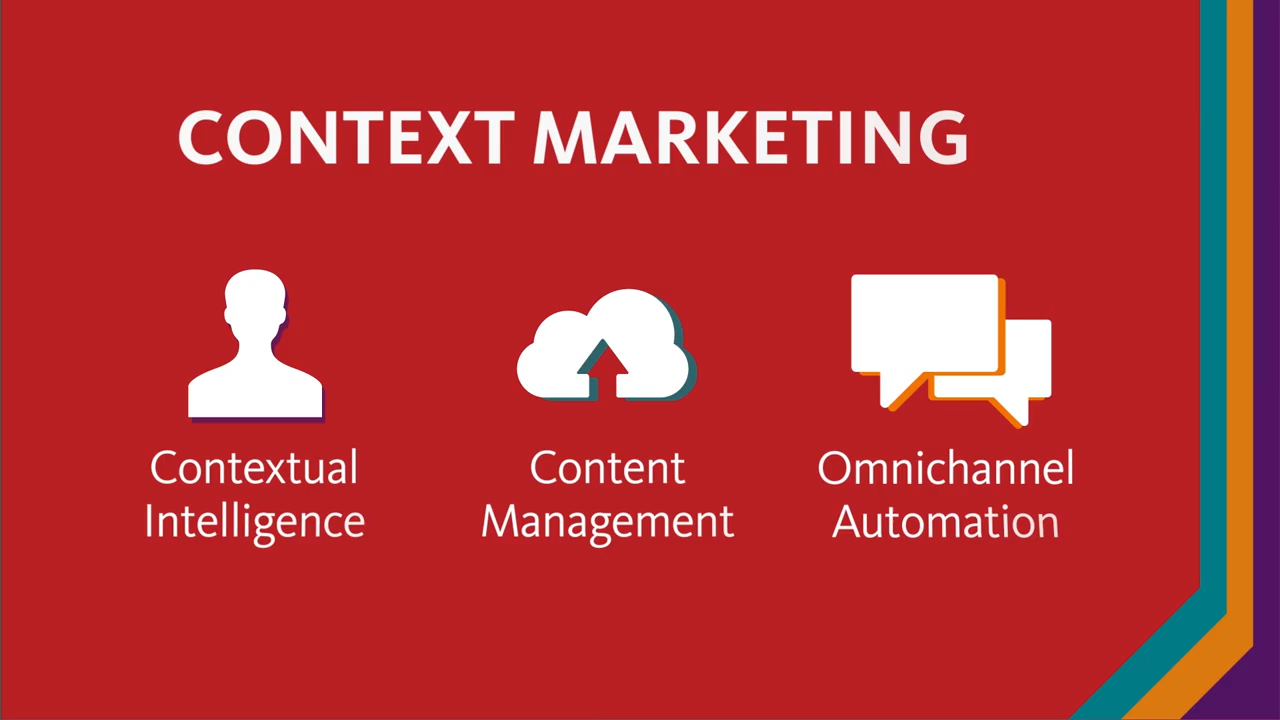 CONTEXT MARKETING
Contextual
Intelligence
Content
Management
Omnichannel
Automation